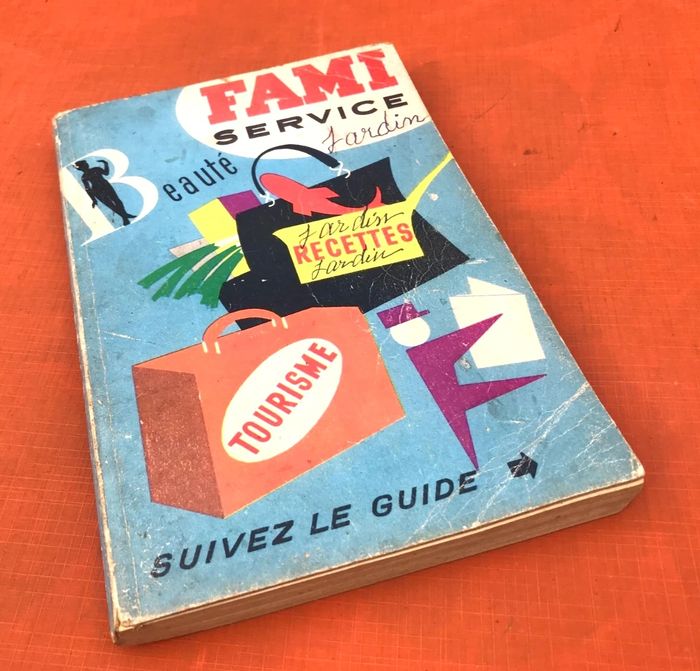 FAMI
SERVICE
Jardin
Beauté
Jardin
RECETTES
Jardin
TOURISME
SUIVEZ LE GUIDE